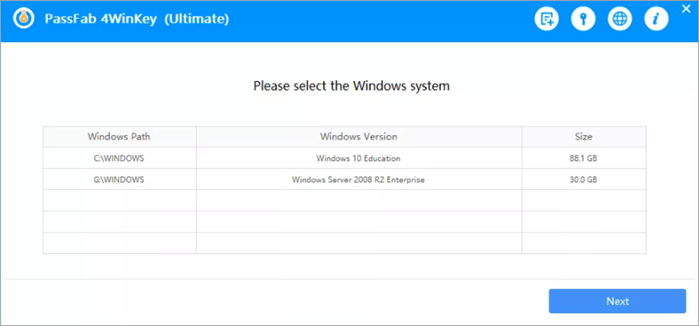 PassFab 4WinKey (Ultimate)
Please select the Windows system
Windows Path Windows Version Size
C:\WINDOWS Windows 10 Education 88.1 GB
G:\WINDOWS Windows Server 2008 R2 Enterprise 30.0 GB
Next